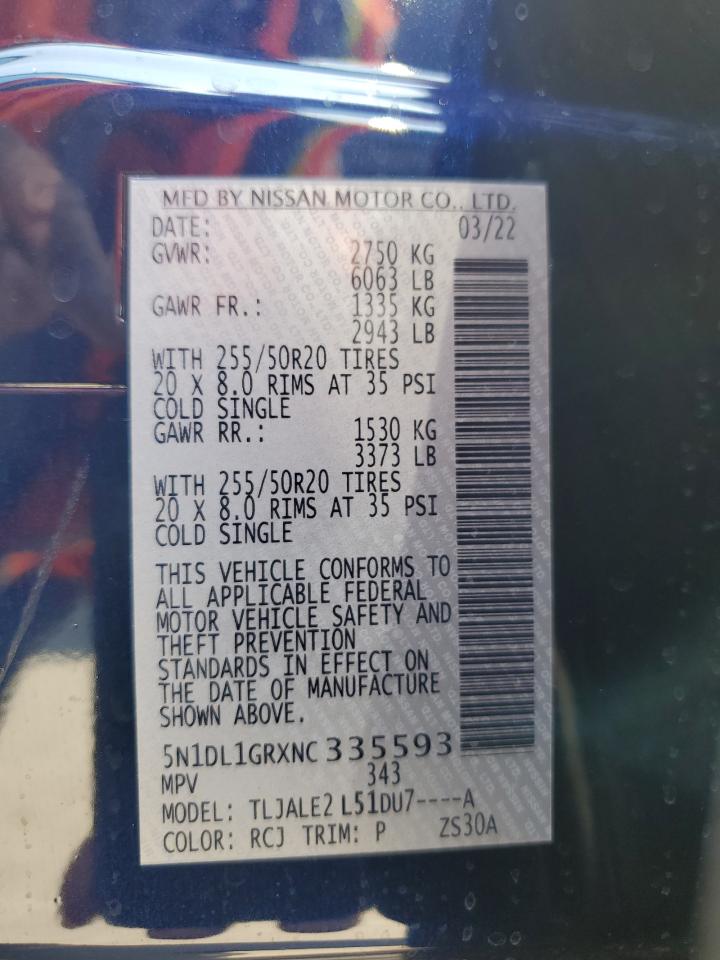 MFD BY NISSAN MOTOR CO., LTD.
DATE: 03/22
GVWR: 2750 KG
6063 LB
GAWR FR.: 1335 KG
2943 LB
WITH 255/50R20 TIRES
20 X 8.0 RIMS AT 35 PSI
COLD SINGLE
GAWR RR.: 1530 KG
3373 LB
WITH 255/50R20 TIRES
20 X 8.0 RIMS AT 35 PSI
COLD SINGLE
THIS VEHICLE CONFORMS TO
ALL APPLICABLE FEDERAL
MOTOR VEHICLE SAFETY AND
THEFT PREVENTION
STANDARDS IN EFFECT ON
THE DATE OF MANUFACTURE
SHOWN ABOVE.
5N1DL1GRXNC 335593
MPV 343
MODEL: TLJALE2 L51DU7----A
COLOR: RCJ TRIM: P ZS30A